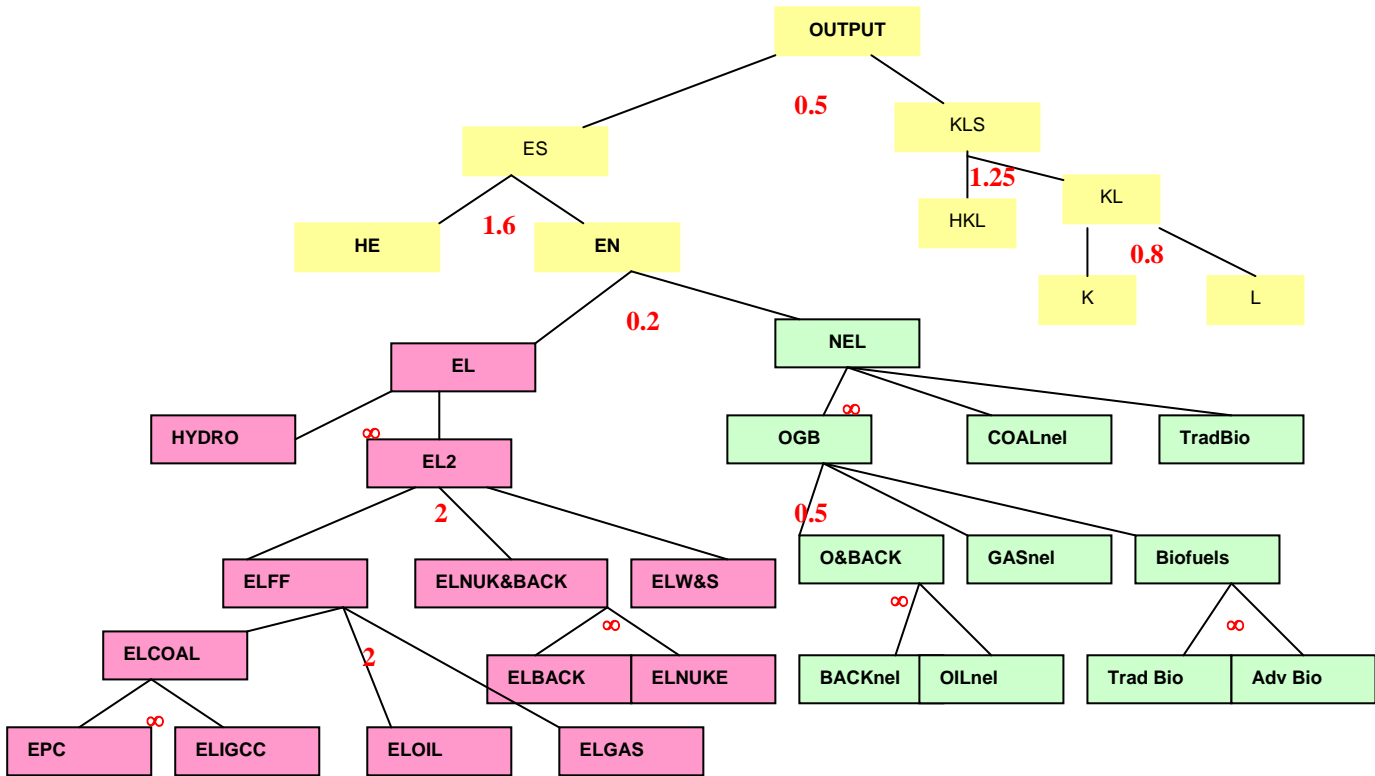 OUTPUT
0.5
KLS
ES
1.25
KL
HKL
HE
1.6
EN
0.8
K
L
0.2
NEL
EL
∞
HYDRO
∞
OGB
COALnel
TradBio
EL2
2
0.5
O&BACK
GASnel
Biofuels
ELFF
ELNUK&BACK
ELW&S
∞
∞
∞
ELCOAL
2
ELBACK
ELNUKE
BACKnel
OILnel
Trad Bio
Adv Bio
∞
EPC
ELIGCC
ELOIL
ELGAS